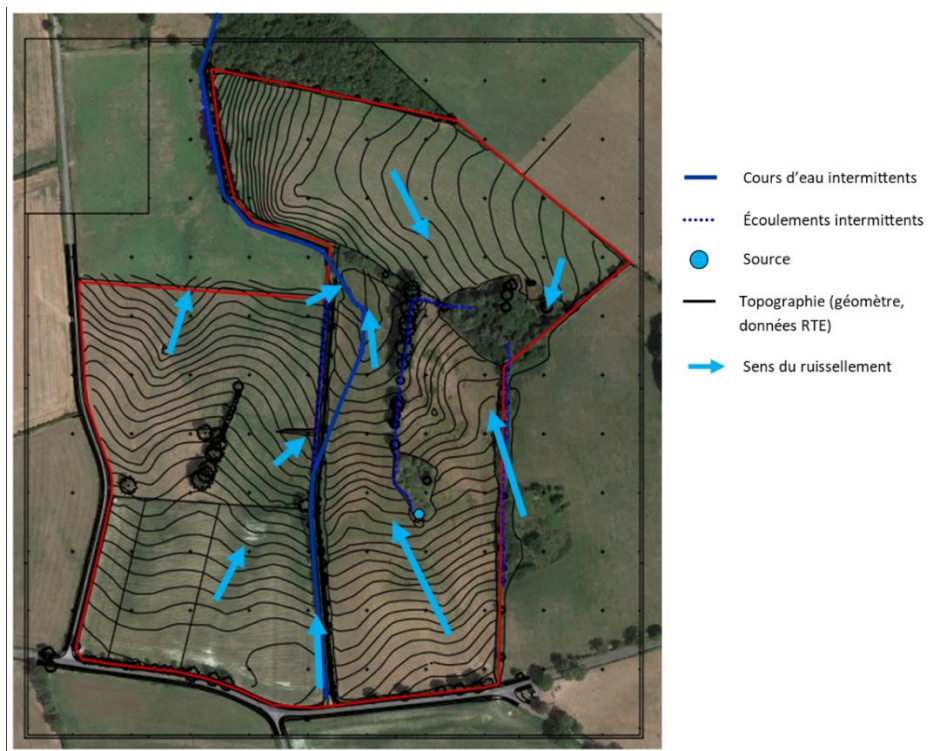 Cours d'eau intermittents
Écoulements intermittents
Source
Topographie (géomètre,
données RTE)
Sens du ruissellement